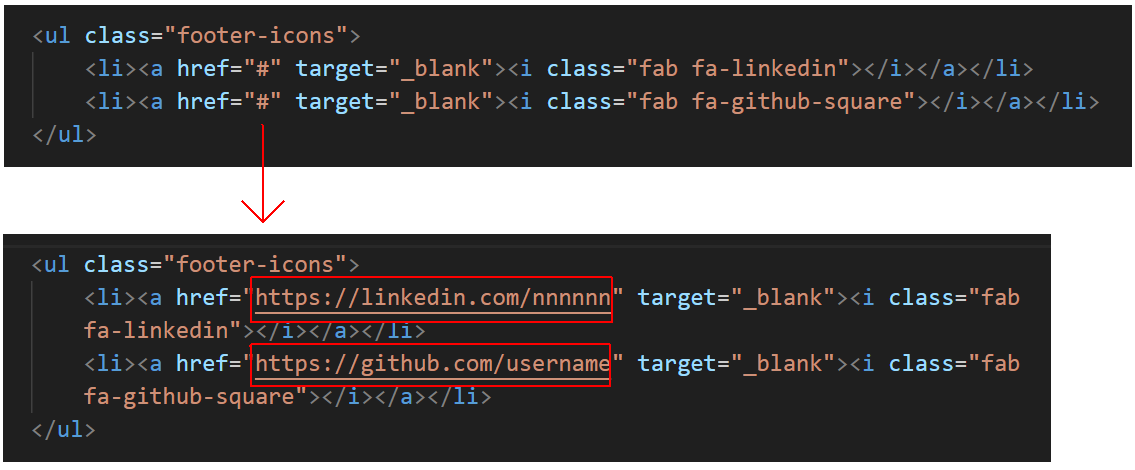 <ul class="footer-icons">
<li><a href="#" target="_blank"><i class="fab fa-linkedin"></i></a></li>
<li><a href="#" target="_blank"><i class="fab fa-github-square"></i></a></li>
</ul>
<ul class="footer-icons">
<li><a href="https://linkedin.com/nnnnnn" target="_blank"><i class="fab
fa-linkedin"></i></a></li>
<li><a href="https://github.com/username" target="_blank"><i class="fab
fa-github-square"></i></a></li>
</ul>